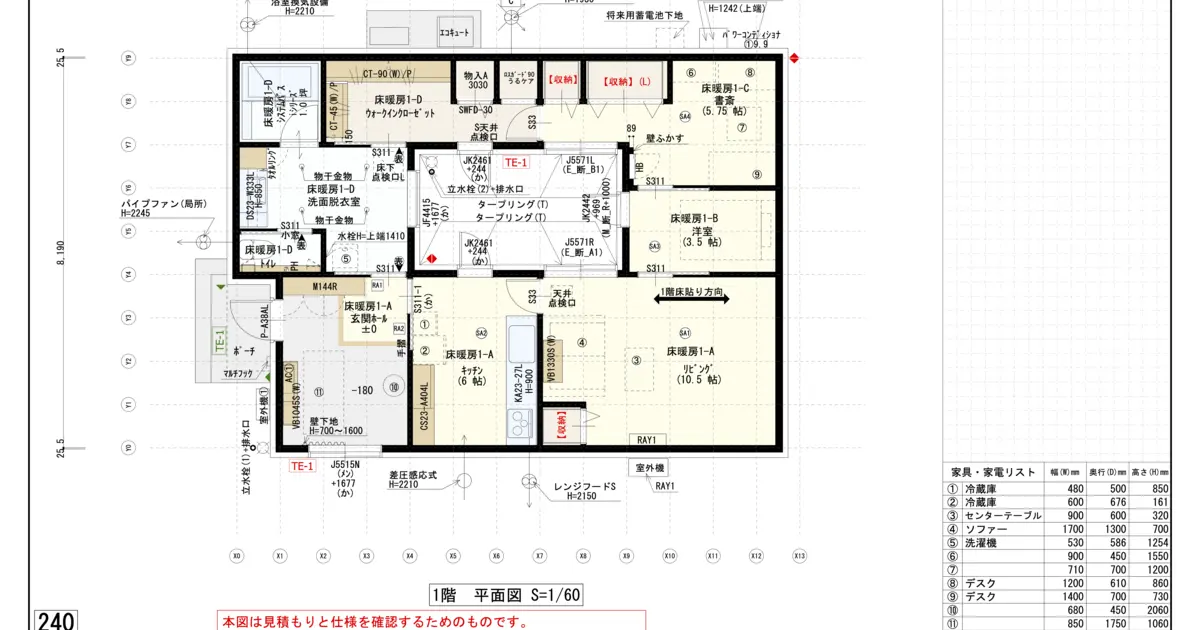 浴室換気設備
H=2210
エコキュート
C
H=1980
将来用蓄電池下地
H=1242(上端)
パワーコンディショナ
(1)9.9
25.5
8.190
25.5
Y9
Y8
Y7
Y6
Y5
Y4
Y3
Y2
Y1
Y0
床暖房1-D
システムバス
1シリーズ
1.0坪
CT-90(W)/P
CT-45(W)/P
床暖房1-D
ウォークインクローゼット
150
物入A
3030
SWFD-30
ロスガード90
うるケア
【収納】
【収納】(L)
S33
S天井
点検口
⑥
⑧
床暖房1-C
書斎
(5.75 帖)
⑦
SA4
89
壁ふかす
HB
⑨
S311
タオルリング
DS23-W333L
H=850
物干金物
床暖房1-D
洗面脱衣室
物干金物
S311
床下
点検口L
JK2461
+244
(か)
TE-1
J5571L
(E_断_B1)
立水栓(2)+排水口
タープリング(T)
タープリング(T)
JF4415
+1677
(か)
JK2442
+969
(M_断_R+1000)
JK2461
+244
(か)
J5571R
(E_断_A1)
床暖房1-B
洋室
(3.5 帖)
SA3
S311
パイプファン(局所)
H=2245
S311
小窓
床暖房1-D
トイレ
PH
水栓H=上端1410
⑤
S311
M144R
RA1
床暖房1-A
玄関ホール
±0
RA2
手摺
S311-1
(か)
S33
天井
点検口
1階床貼り方向
P-A38AL
TE-1
ポーチ
マルチフック
室外機①
AC①
VB1045S(W)
⑪
-180
⑩
壁下地
H=700~1600
①
②
SA2
床暖房1-A
キッチン
(6 帖)
CS23-A404L
KA23-27L
H=900
VB1330S(W)
④
③
SA1
床暖房1-A
リビング
(10.5 帖)
【収納】
RAY1
立水栓(1)+排水口
TE-1
J5515N
(メン)
+1677
(か)
差圧感応式
H=2210
レンジフードS
H=2150
室外機
RAY1
X0 X1 X2 X3 X4 X5 X6 X7 X8 X9 X10 X11 X12 X13
1階 平面図 S=1/60
240
本図は見積もりと仕様を確認するためのものです。
家具・家電リスト 幅(W)mm 奥行(D)mm 高さ(H)mm
① 冷蔵庫 480 500 850
② 冷蔵庫 600 676 161
③ センターテーブル 900 600 320
④ ソファー 1700 1300 700
⑤ 洗濯機 530 586 1254
⑥ 900 450 1550
⑦ 710 700 1200
⑧ デスク 1200 610 860
⑨ デスク 1400 700 730
⑩ 680 450 2060
⑪ 850 1750 1060